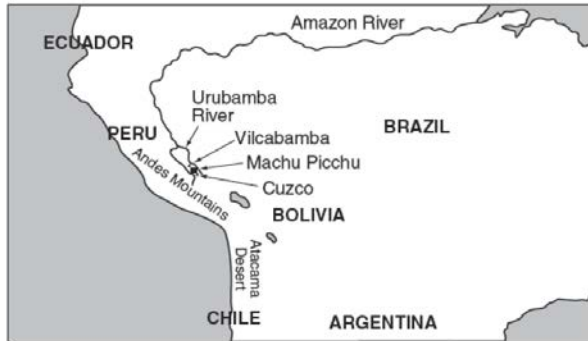 Amazon River
ECUADOR
Urubamba
River
PERU
Vilcabamba
BRAZIL
Machu Picchu
Andes Mountains
Cuzco
BOLIVIA
Atacama
Desert
CHILE
ARGENTINA